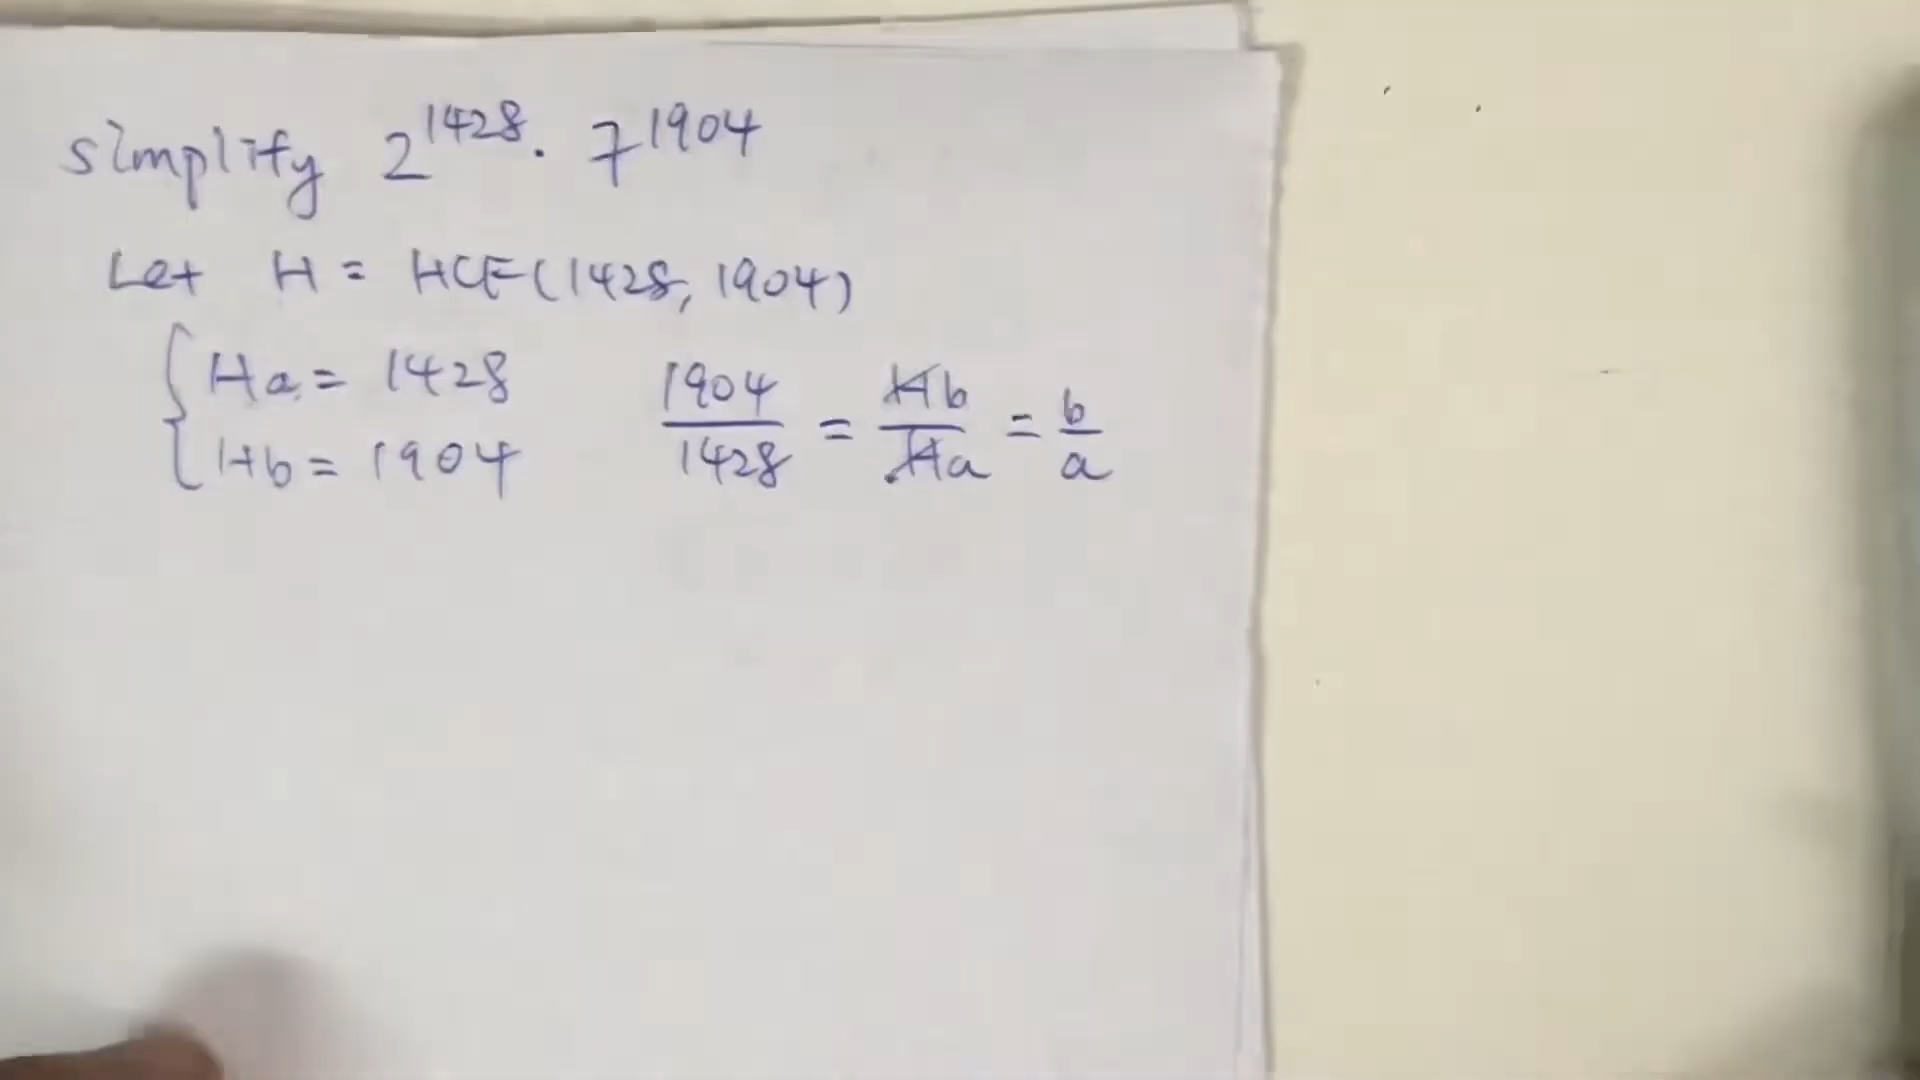 simplify 2^1428 · 7^1904
Let H = HCF(1428, 1904)
{ Ha = 1428
Hb = 1904
1904/1428 = Hb/Ha = b/a